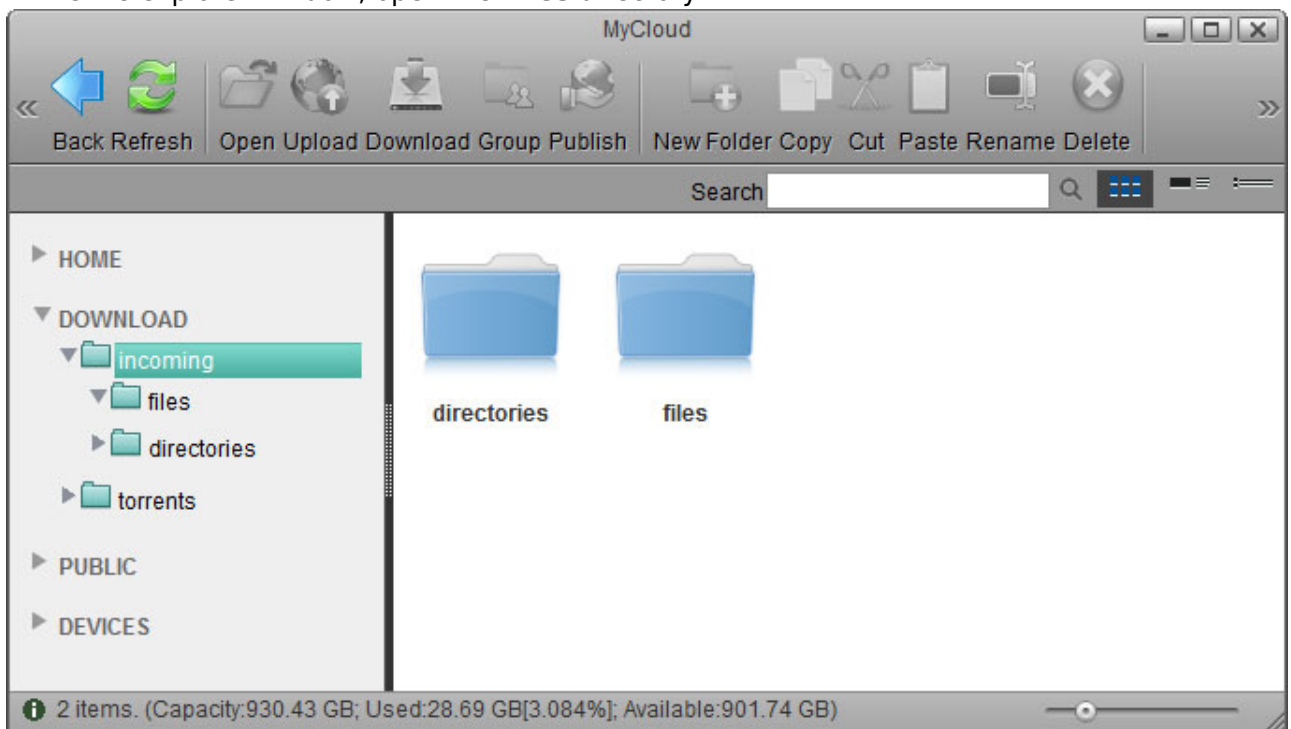 MyCloud
Back Refresh Open Upload Download Group Publish New Folder Copy Cut Paste Rename Delete
Search
HOME
DOWNLOAD
incoming
files
directories
torrents
PUBLIC
DEVICES
directories files
2 items. (Capacity:930.43 GB; Used:28.69 GB[3.084%]; Available:901.74 GB)